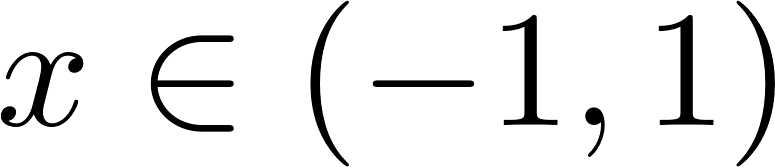 x ∈ (−1, 1)